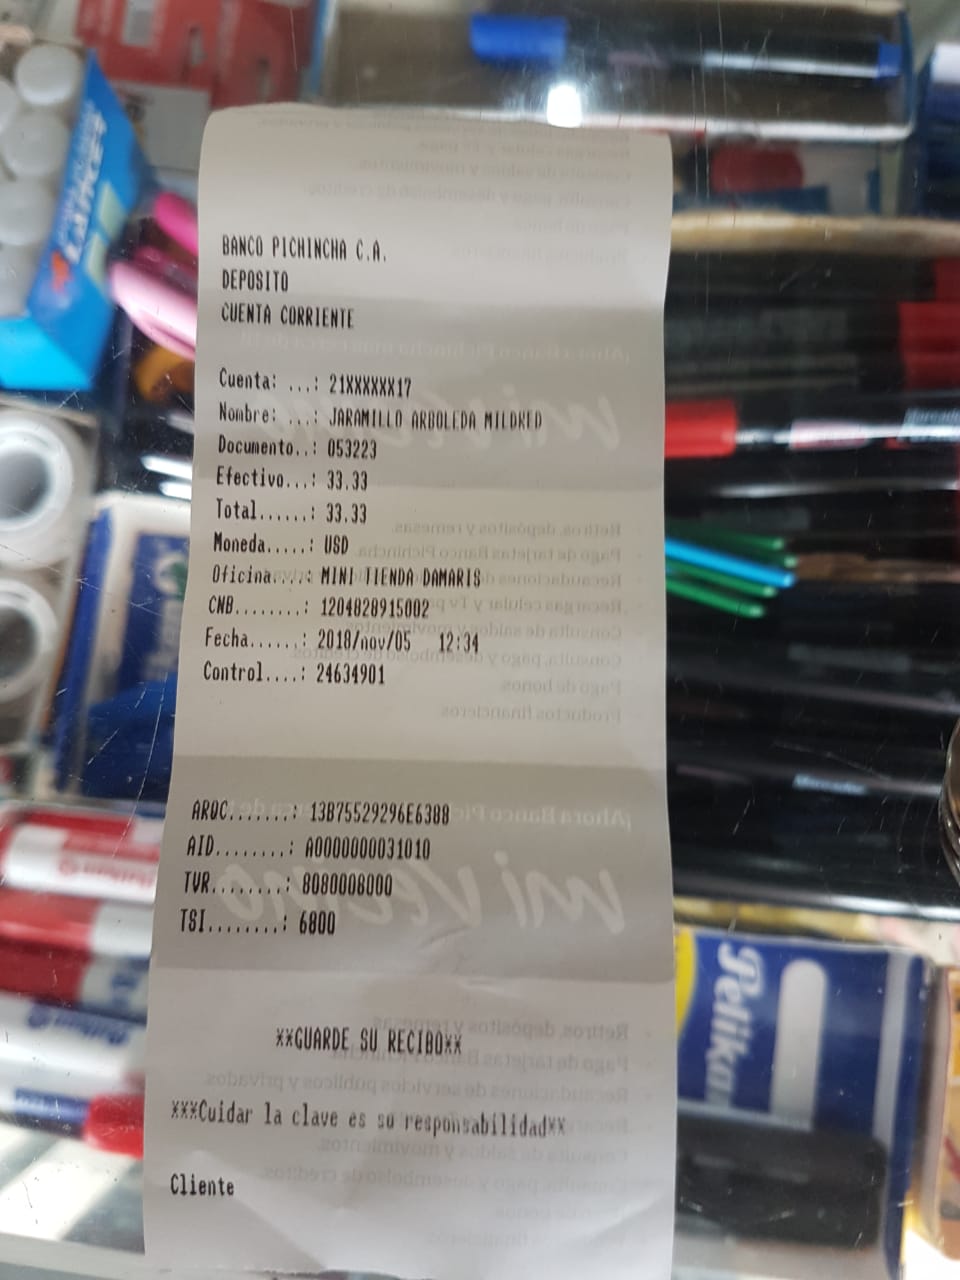 BANCO PICHINCHA C.A.
DEPOSITO
CUENTA CORRIENTE
Cuenta: ...: 21XXXXXX17
Nombre: ...: JARAMILLO ARBOLEDA MILDRED
Documento..: 053223
Efectivo...: 33.33
Total......: 33.33
Moneda.....: USD
Oficina....: MINI TIENDA DAMARIS
CNB........: 1204828915002
Fecha......: 2018/nov/05 12:34
Control....: 24634901
ARQC.......: 13B75529296E63B8
AID........: A0000000031010
TVR........: 8080008000
TSI........: 6800
**GUARDE SU RECIBO**
***Cuidar la clave es su responsabilidad**
Cliente
Pelikan